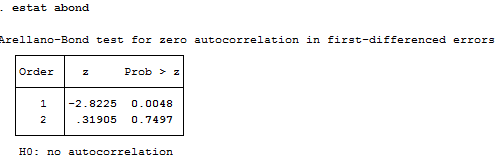 . estat abond
Arellano-Bond test for zero autocorrelation in first-differenced errors
Order z Prob > z
1 -2.8225 0.0048
2 .31905 0.7497
H0: no autocorrelation